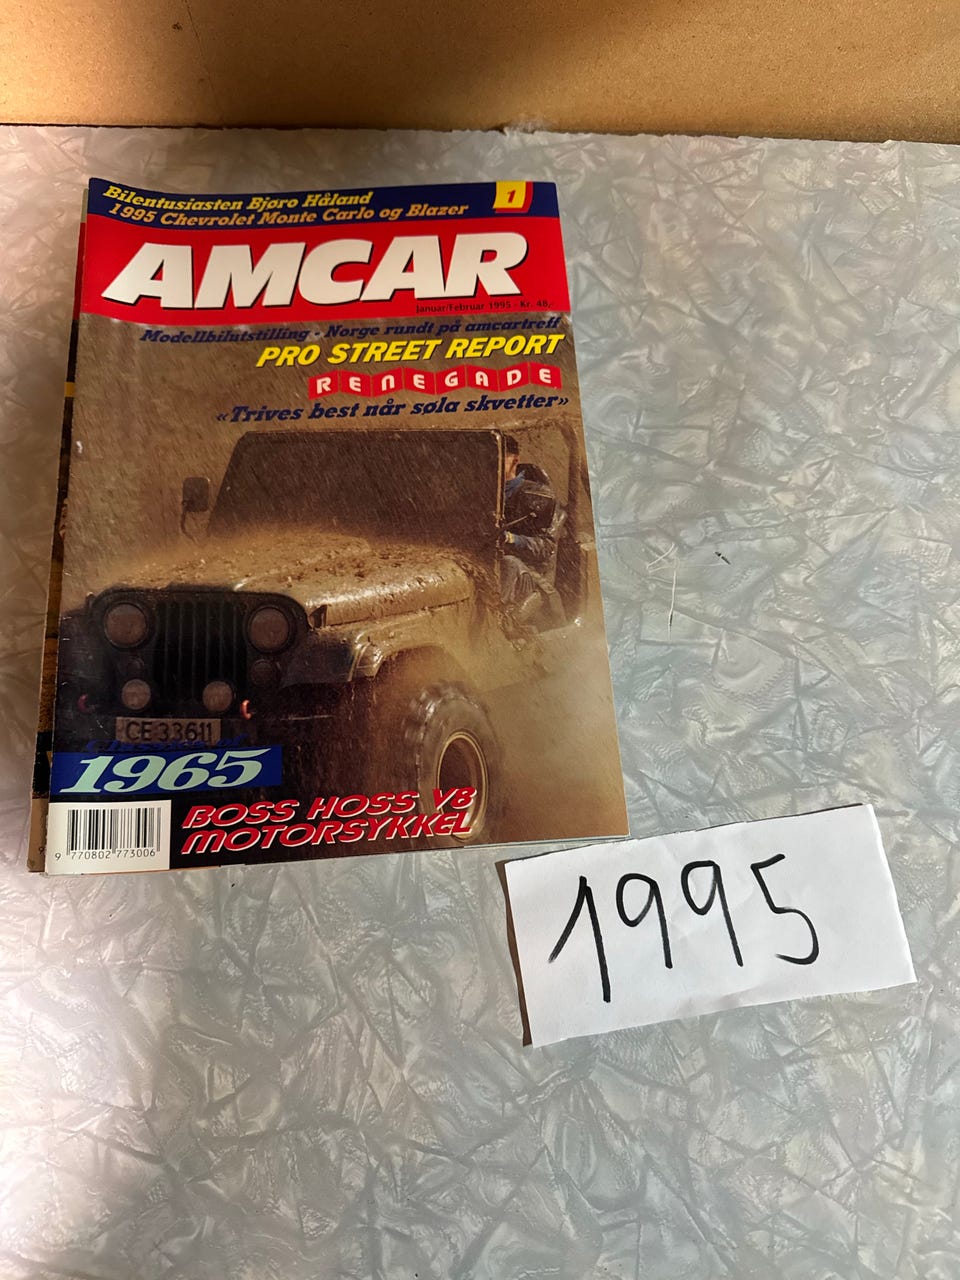 Bilentusiasten Bjøro Håland
1995 Chevrolet Monte Carlo og Blazer
1
AMCAR
Januar/Februar 1995 - Kr. 48,-
Modellbilutstilling - Norge rundt på amcartreff
PRO STREET REPORT
RENEGADE
«Trives best når søla skvetter»
CE 33611
1965
BOSS HOSS V8
MOTORSYKKEL
9 770802 773006
1995